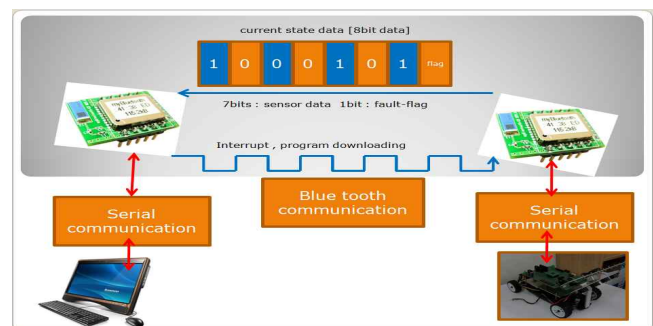 current state data [8bit data]
1 0 0 0 1 0 1 flag
7bits : sensor data 1bit : fault-flag
Interrupt , program downloading
Blue tooth
communication
Serial
communication
Serial
communication